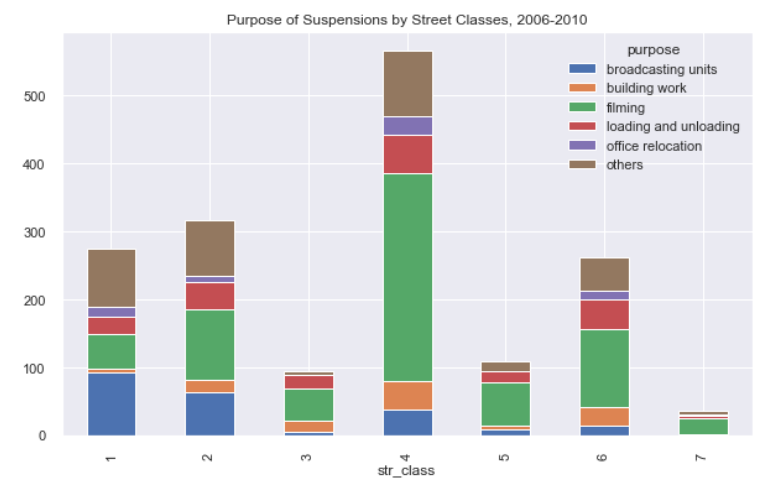 Purpose of Suspensions by Street Classes, 2006-2010
purpose
broadcasting units
building work
filming
loading and unloading
office relocation
others
500
400
300
200
100
0
1 2 3 4 5 6 7
str_class